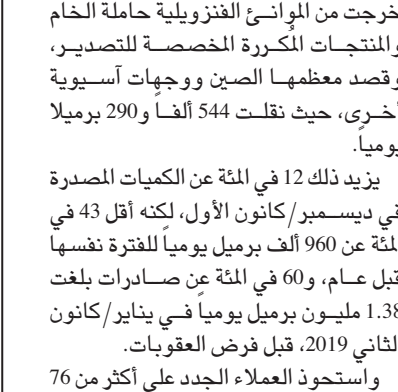 خرجت من الموانئ الفنزويلية حاملة الخام
والمنتجات المُكررة المخصصة للتصدير،
وقصد معظمها الصين ووجهات آسيوية
أخرى، حيث نقلت 544 ألفاً و290 برميلا
يومياً.
يزيد ذلك 12 في المئة عن الكميات المصدرة
في ديسمبر/كانون الأول، لكنه أقل 43 في
المئة عن 960 ألف برميل يومياً للفترة نفسها
قبل عام، و60 في المئة عن صادرات بلغت
1.38 مليون برميل يومياً في يناير/كانون
الثاني 2019، قبل فرض العقوبات.
واستحوذ العملاء الجدد على أكثر من 76